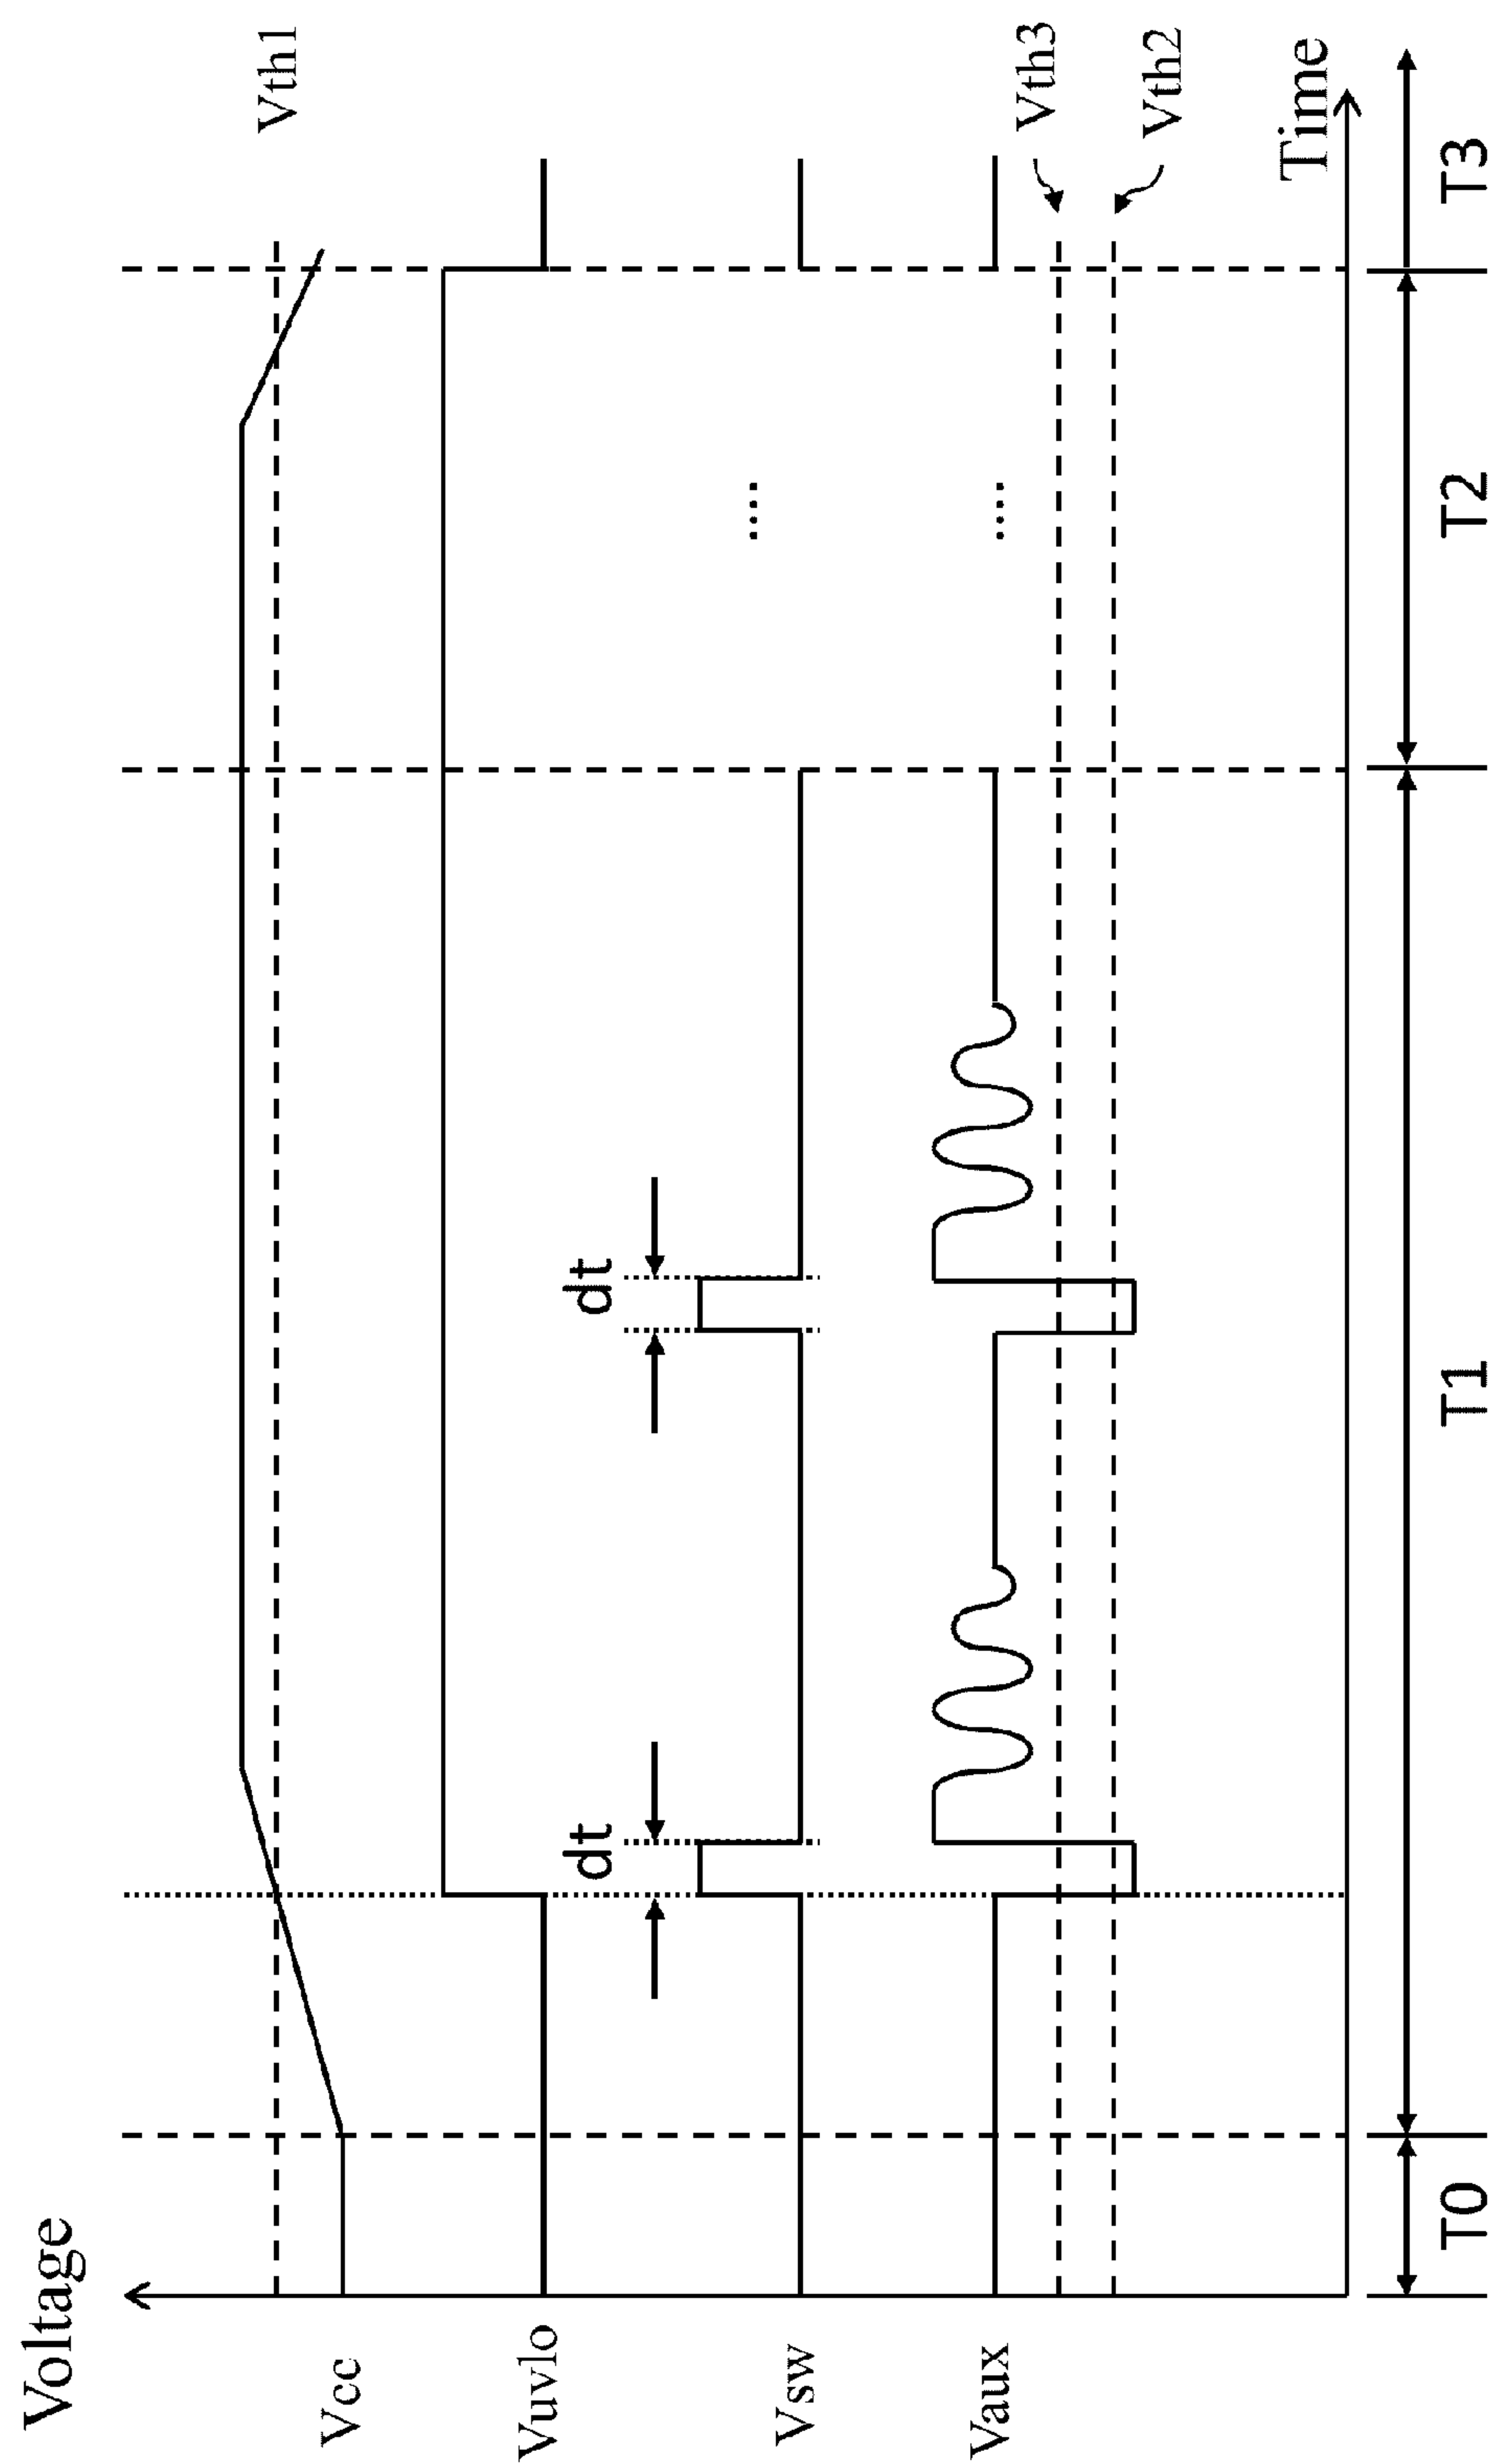 Voltage
Vth1
Vcc
Vuvlo
dt
dt
Vsw
....
Vaux
....
Vth3
Vth2
Time
T0
T1
T2
T3